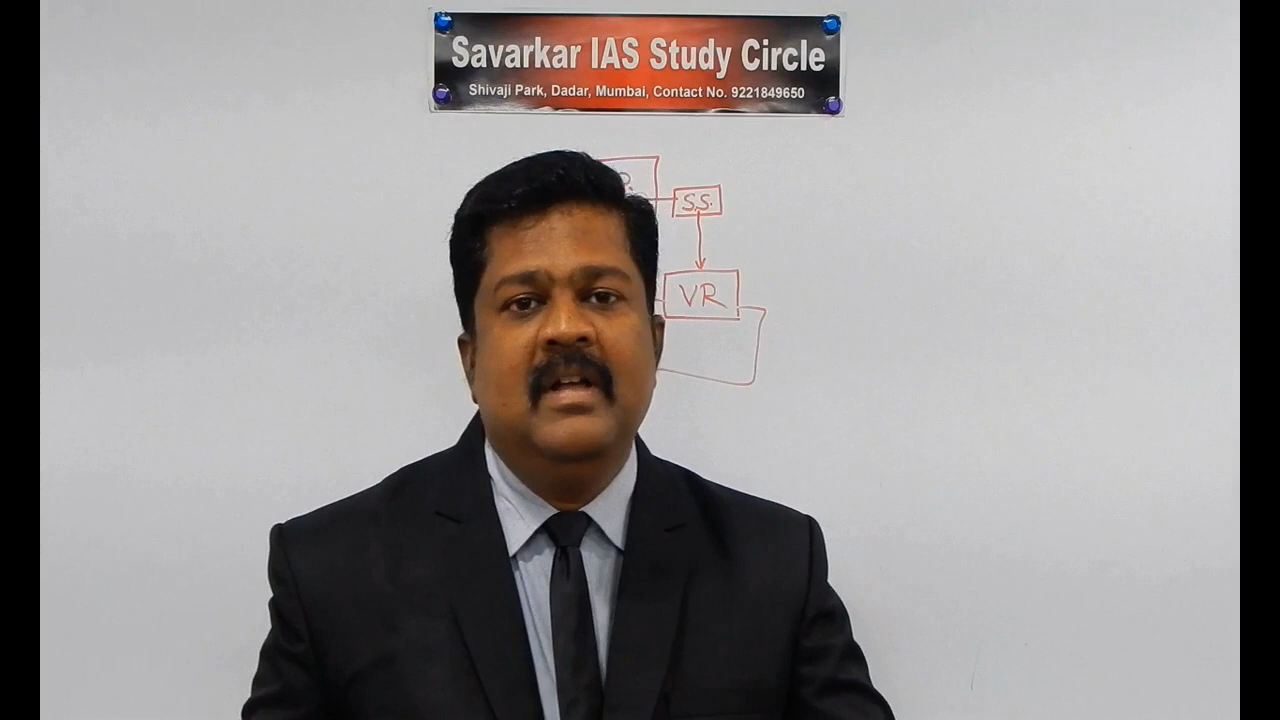 Savarkar IAS Study Circle
Shivaji Park, Dadar, Mumbai, Contact No. 9221849650
S.S.
VR